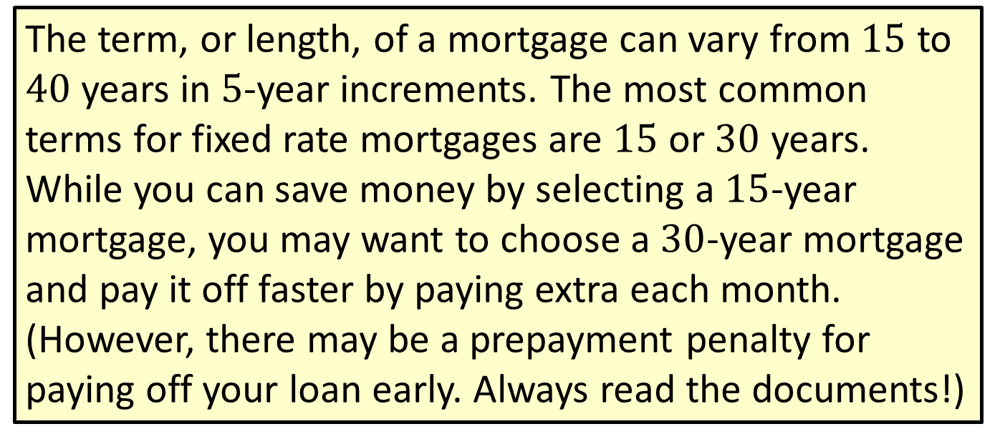 The term, or length, of a mortgage can vary from 15 to
40 years in 5-year increments. The most common
terms for fixed rate mortgages are 15 or 30 years.
While you can save money by selecting a 15-year
mortgage, you may want to choose a 30-year mortgage
and pay it off faster by paying extra each month.
(However, there may be a prepayment penalty for
paying off your loan early. Always read the documents!)